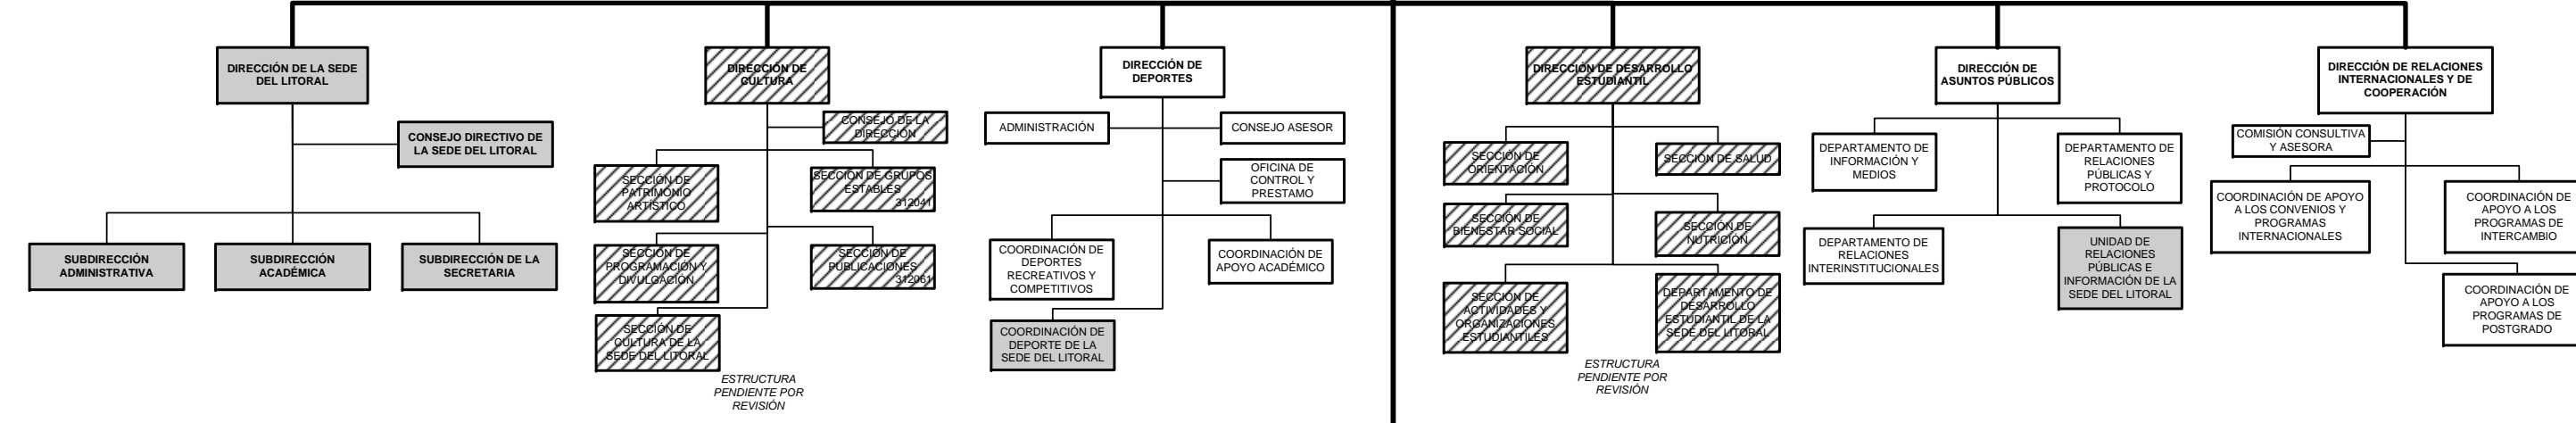 DIRECCIÓN DE LA SEDE
DEL LITORAL
CONSEJO DIRECTIVO DE
LA SEDE DEL LITORAL
SUBDIRECCIÓN
ADMINISTRATIVA
SUBDIRECCIÓN
ACADÉMICA
SUBDIRECCIÓN DE LA
SECRETARIA
DIRECCIÓN DE
CULTURA
CONSEJO DE LA
DIRECCIÓN
SECCIÓN DE
PATRIMONIO
ARTÍSTICO
SECCIÓN DE GRUPOS
ESTABLES
312041
SECCIÓN DE
PROGRAMACIÓN Y
DIVULGACIÓN
SECCIÓN DE
PUBLICACIONES
312061
SECCIÓN DE
CULTURA DE LA
SEDE DEL LITORAL
ESTRUCTURA
PENDIENTE POR
REVISIÓN
DIRECCIÓN DE
DEPORTES
ADMINISTRACIÓN
CONSEJO ASESOR
OFICINA DE
CONTROL Y
PRESTAMO
COORDINACIÓN DE
DEPORTES
RECREATIVOS Y
COMPETITIVOS
COORDINACIÓN DE
APOYO ACADÉMICO
COORDINACIÓN DE
DEPORTE DE LA
SEDE DEL LITORAL
DIRECCIÓN DE DESARROLLO
ESTUDIANTIL
SECCIÓN DE
ORIENTACIÓN
SECCIÓN DE SALUD
SECCIÓN DE
BIENESTAR SOCIAL
SECCIÓN DE
NUTRICIÓN
SECCIÓN DE
ACTIVIDADES Y
ORGANIZACIONES
ESTUDIANTILES
DEPARTAMENTO DE
DESARROLLO
ESTUDIANTIL DE LA
SEDE DEL LITORAL
ESTRUCTURA
PENDIENTE POR
REVISIÓN
DIRECCIÓN DE
ASUNTOS PÚBLICOS
DEPARTAMENTO DE
INFORMACIÓN Y
MEDIOS
DEPARTAMENTO DE
RELACIONES
PÚBLICAS Y
PROTOCOLO
DEPARTAMENTO DE
RELACIONES
INTERINSTITUCIONALES
UNIDAD DE
RELACIONES
PÚBLICAS E
INFORMACIÓN DE LA
SEDE DEL LITORAL
DIRECCIÓN DE RELACIONES
INTERNACIONALES Y DE
COOPERACIÓN
COMISIÓN CONSULTIVA
Y ASESORA
COORDINACIÓN DE APOYO
A LOS CONVENIOS Y
PROGRAMAS
INTERNACIONALES
COORDINACIÓN DE
APOYO A LOS
PROGRAMAS DE
INTERCAMBIO
COORDINACIÓN DE
APOYO A LOS
PROGRAMAS DE
POSTGRADO